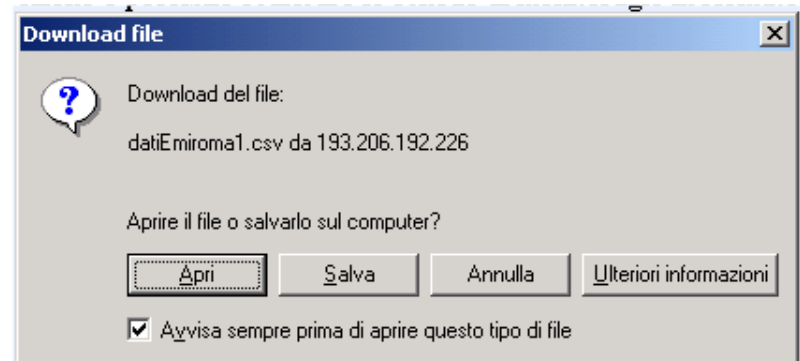 Download file
Download del file:
datiEmiroma1.csv da 193.206.192.226
Aprire il file o salvarlo sul computer?
Apri Salva Annulla Ulteriori informazioni
Avvisa sempre prima di aprire questo tipo di file